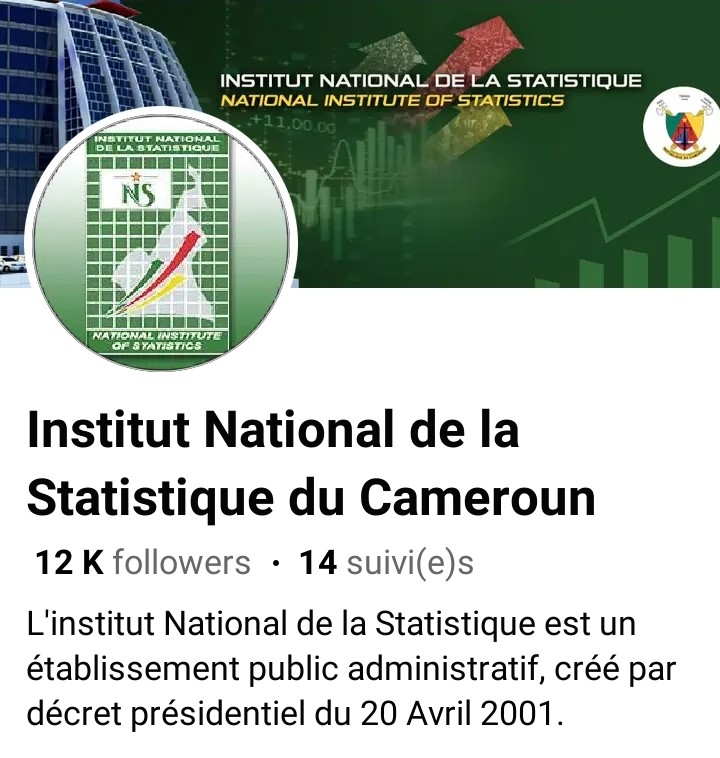 INSTITUT NATIONAL DE LA STATISTIQUE
NATIONAL INSTITUTE OF STATISTICS
+11,00.00
INSTITUT NATIONAL
DE LA STATISTIQUE
NS
NATIONAL INSTITUTE
OF STATISTICS
Institut National de la
Statistique du Cameroun
12 K followers · 14 suivi(e)s
L'institut National de la Statistique est un
établissement public administratif, créé par
décret présidentiel du 20 Avril 2001.